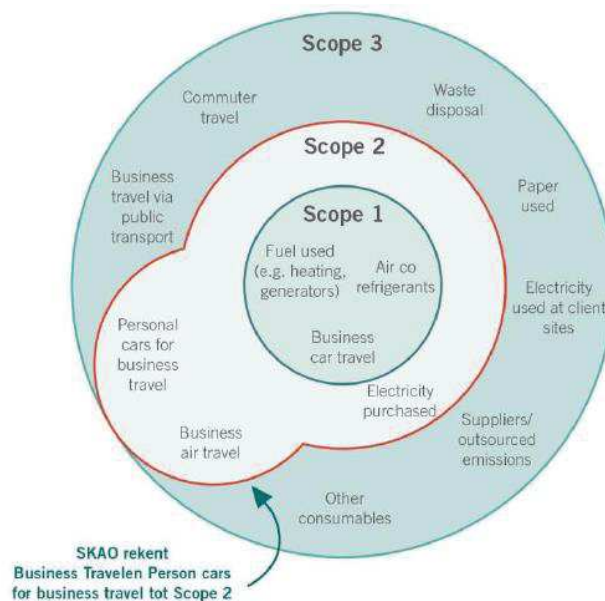 Scope 3
Commuter
travel
Waste
disposal
Scope 2
Business
travel via
public
transport
Paper
used
Scope 1
Fuel used
(e.g. heating,
generators)
Air co
refrigerants
Electricity
used at client
sites
Personal
cars for
business
travel
Business
car travel
Electricity
purchased
Business
air travel
Suppliers/
outsourced
emissions
Other
consumables
SKAO rekent
Business Travelen Person cars
for business travel tot Scope 2